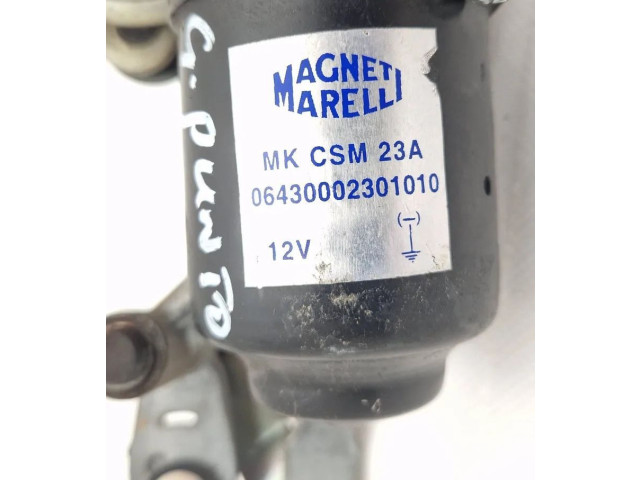 G. PUNTO
MAGNETI
MARELLI
MK CSM 23A
06430002301010
(-)
12V